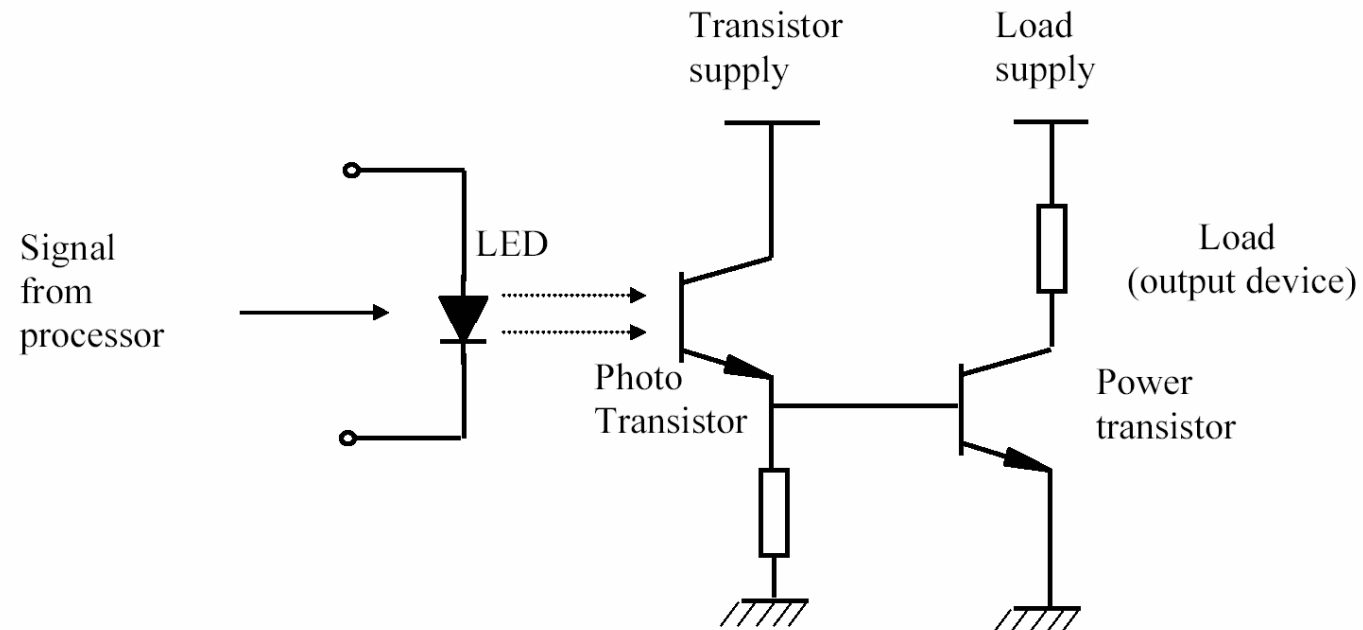 Transistor
supply
Load
supply
Signal
from
processor
LED
Load
(output device)
Photo
Transistor
Power
transistor